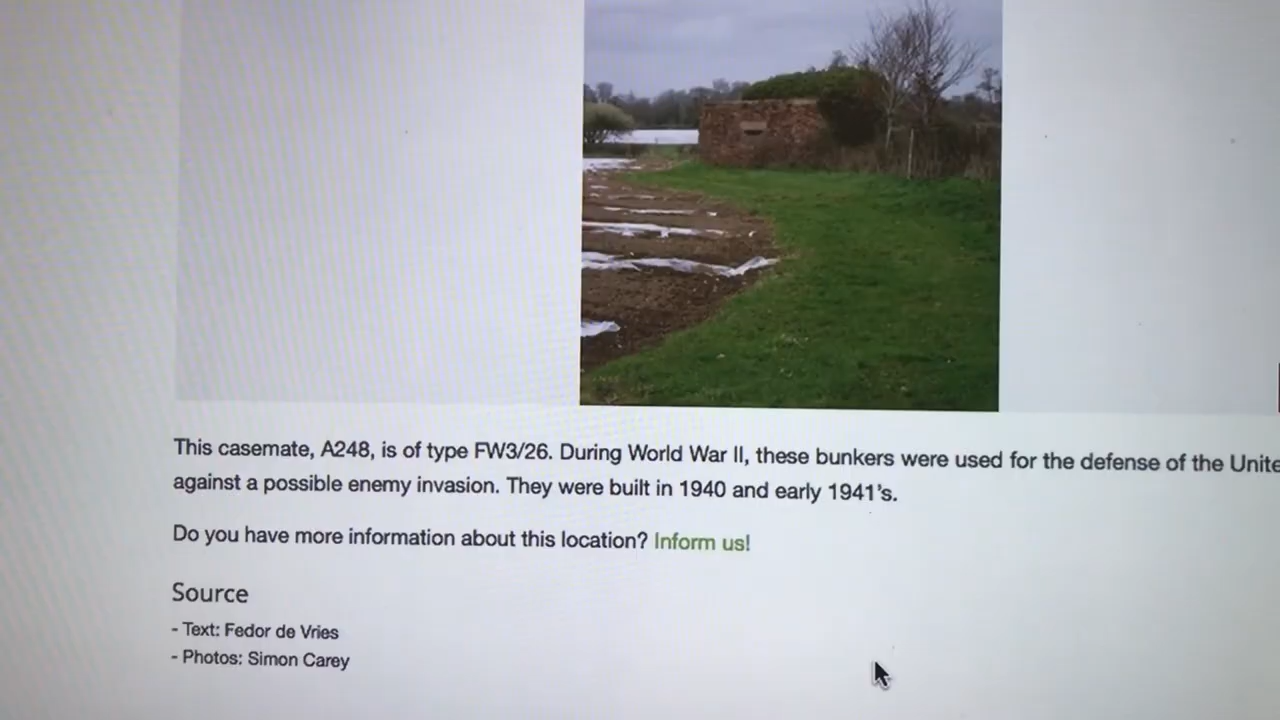 This casemate, A248, is of type FW3/26. During World War II, these bunkers were used for the defense of the Unite
against a possible enemy invasion. They were built in 1940 and early 1941's.
Do you have more information about this location? Inform us!
Source
- Text: Fedor de Vries
- Photos: Simon Carey